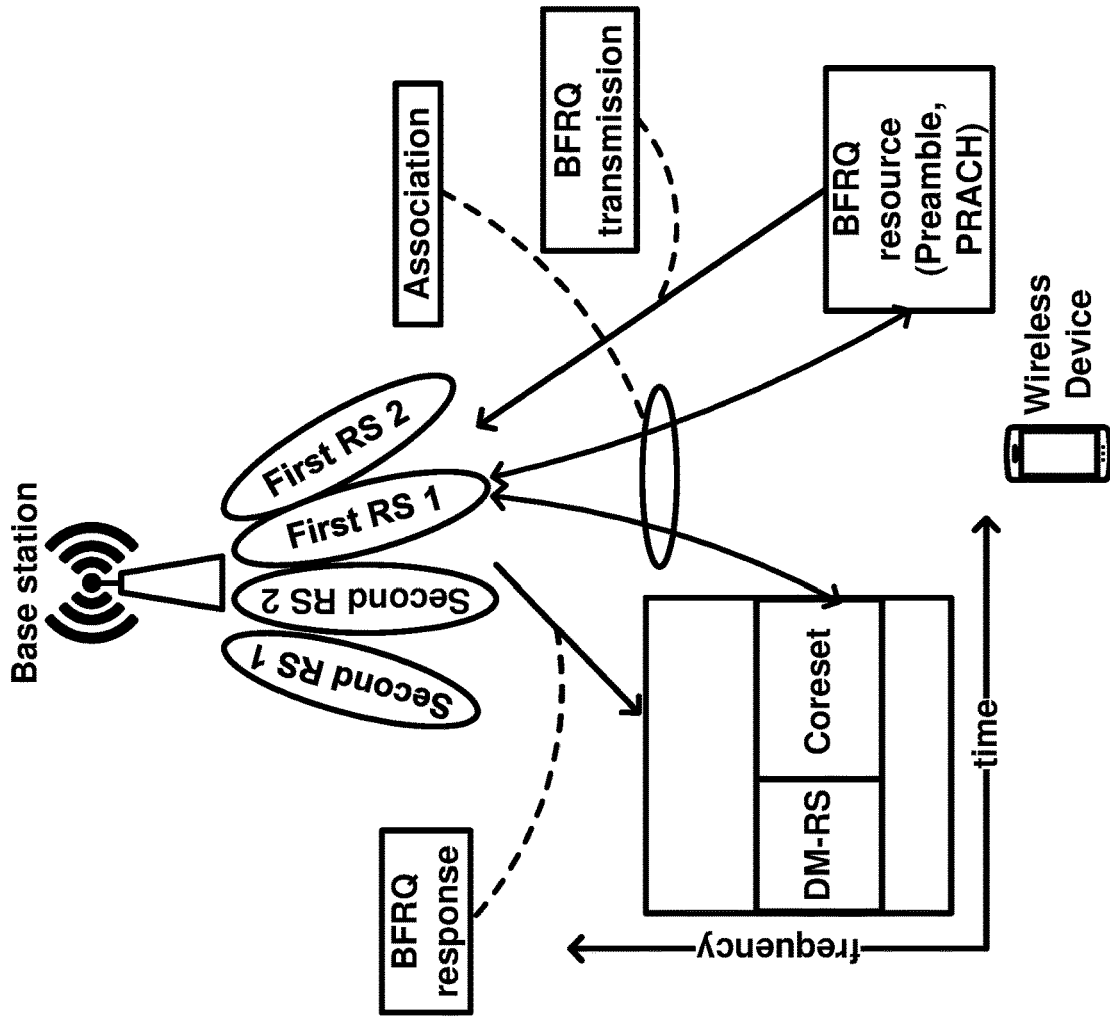 Base station
Second RS 1
Second RS 2
First RS 1
First RS 2
Association
BFRQ
transmission
BFRQ
response
BFRQ
resource
(Preamble,
PRACH)
DM-RS
Coreset
frequency
time
Wireless
Device